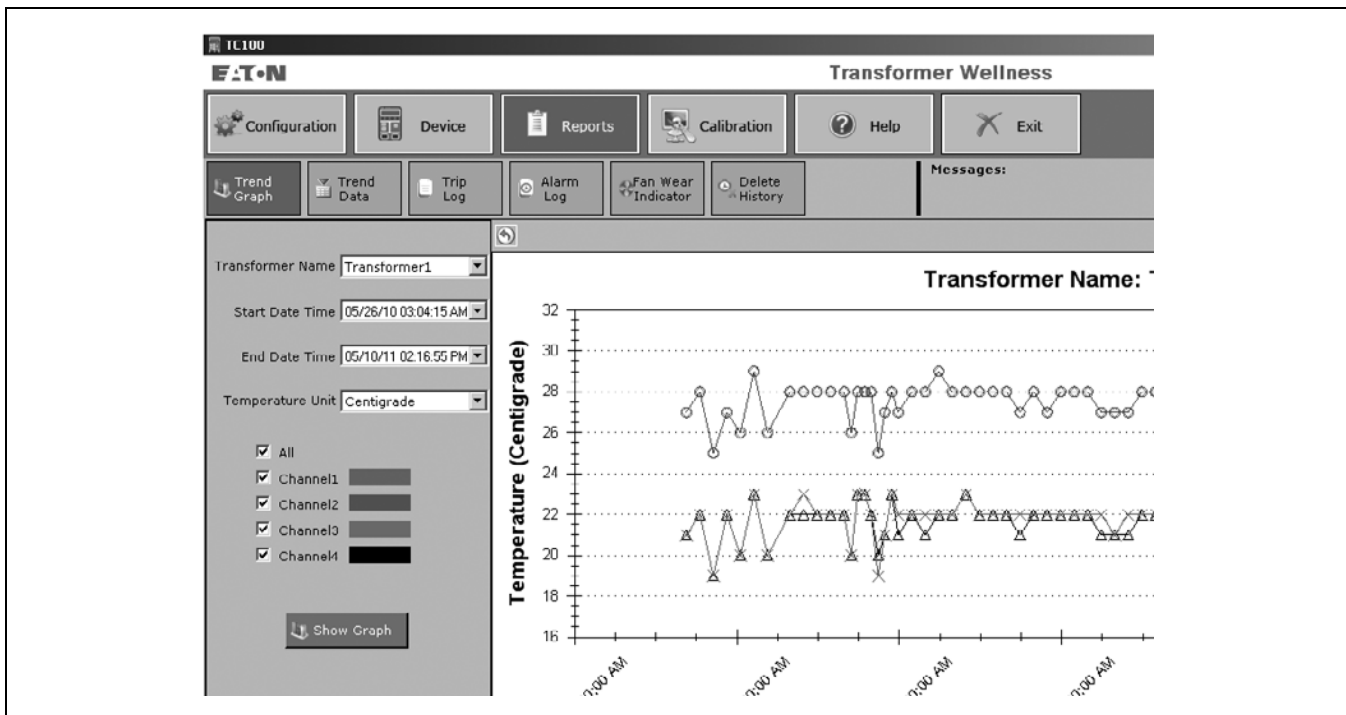 TC100
EATON
Transformer Wellness
Configuration
Device
Reports
Calibration
Help
Exit
Trend
Graph
Trend
Data
Trip
Log
Alarm
Log
Fan Wear
Indicator
Delete
History
Messages:
Transformer Name Transformer1
Start Date Time 05/26/10 03:04:15 AM
End Date Time 05/10/11 02.16.55 PM
Temperature Unit Centigrade
All
Channel1
Channel2
Channel3
Channel4
Show Graph
Transformer Name:
Temperature (Centigrade)
32
30
28
26
24
22
20
18
16
0:00 AM
0:00 AM
0:00 AM
0:00 AM